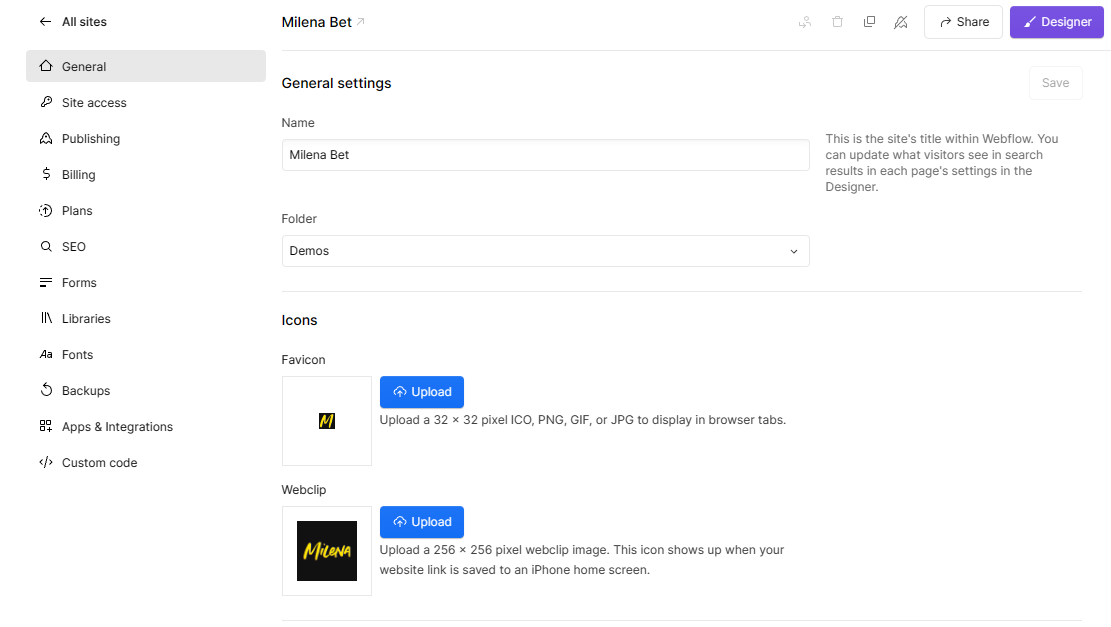 All sites
General
Site access
Publishing
Billing
Plans
SEO
Forms
Libraries
Fonts
Backups
Apps & Integrations
Custom code
Milena Bet
Share
Designer
General settings
Save
Name
Milena Bet
This is the site's title within Webflow. You
can update what visitors see in search
results in each page's settings in the
Designer.
Folder
Demos
Icons
Favicon
M
Upload
Upload a 32 × 32 pixel ICO, PNG, GIF, or JPG to display in browser tabs.
Webclip
MiLeNA
Upload
Upload a 256 × 256 pixel webclip image. This icon shows up when your
website link is saved to an iPhone home screen.